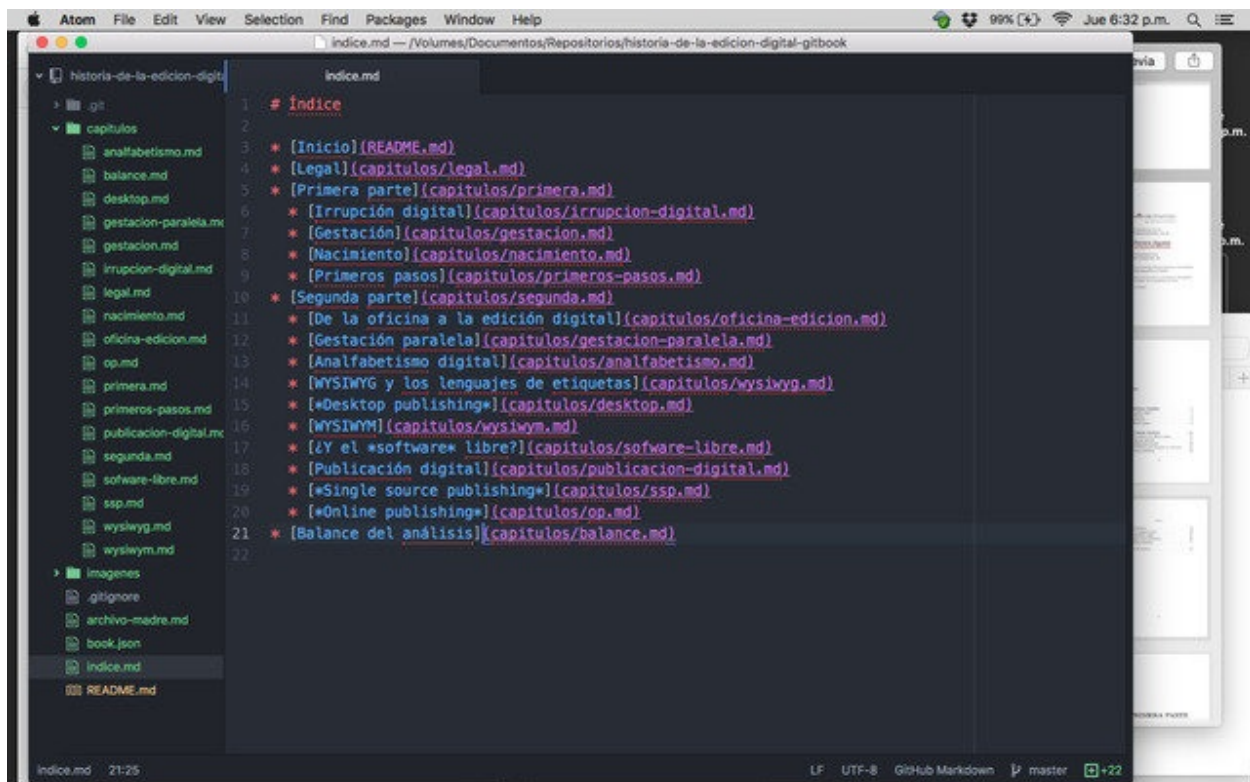 Atom File Edit View Selection Find Packages Window Help 99% Jue 6:32 p.m.
indice.md — /Volumes/Documentos/Repositorios/historia-de-la-edicion-digital-gitbook
evia
historia-de-la-edicion-digita
indice.md
.git
capitulos
analfabetismo.md
balance.md
desktop.md
gestacion-paralela.md
gestacion.md
irrupcion-digital.md
legal.md
nacimiento.md
oficina-edicion.md
op.md
primera.md
primeros-pasos.md
publicacion-digital.mc
segunda.md
sofware-libre.md
ssp.md
wysiwyg.md
wysiwym.md
imagenes
.gitignore
archivo-madre.md
book.json
indice.md
README.md
1 # Índice
2
3 * [Inicio](README.md)
4 * [Legal](capitulos/legal.md)
5 * [Primera parte](capitulos/primera.md)
6 * [Irrupción digital](capitulos/irrupcion-digital.md)
7 * [Gestación](capitulos/gestacion.md)
8 * [Nacimiento](capitulos/nacimiento.md)
9 * [Primeros pasos](capitulos/primeros-pasos.md)
10 * [Segunda parte](capitulos/segunda.md)
11 * [De la oficina a la edición digital](capitulos/oficina-edicion.md)
12 * [Gestación paralela](capitulos/gestacion-paralela.md)
13 * [Analfabetismo digital](capitulos/analfabetismo.md)
14 * [WYSIWYG y los lenguajes de etiquetas](capitulos/wysiwyg.md)
15 * [*Desktop publishing*](capitulos/desktop.md)
16 * [WYSIWYM](capitulos/wysiwym.md)
17 * [¿Y el *software* libre?](capitulos/sofware-libre.md)
18 * [Publicación digital](capitulos/publicacion-digital.md)
19 * [*Single source publishing*](capitulos/ssp.md)
20 * [*Online publishing*](capitulos/op.md)
21 * [Balance del análisis](capitulos/balance.md)
22
p.m.
p.m.
PRIMERA PARTE
indice.md 21:25 LF UTF-8 GitHub Markdown master +22